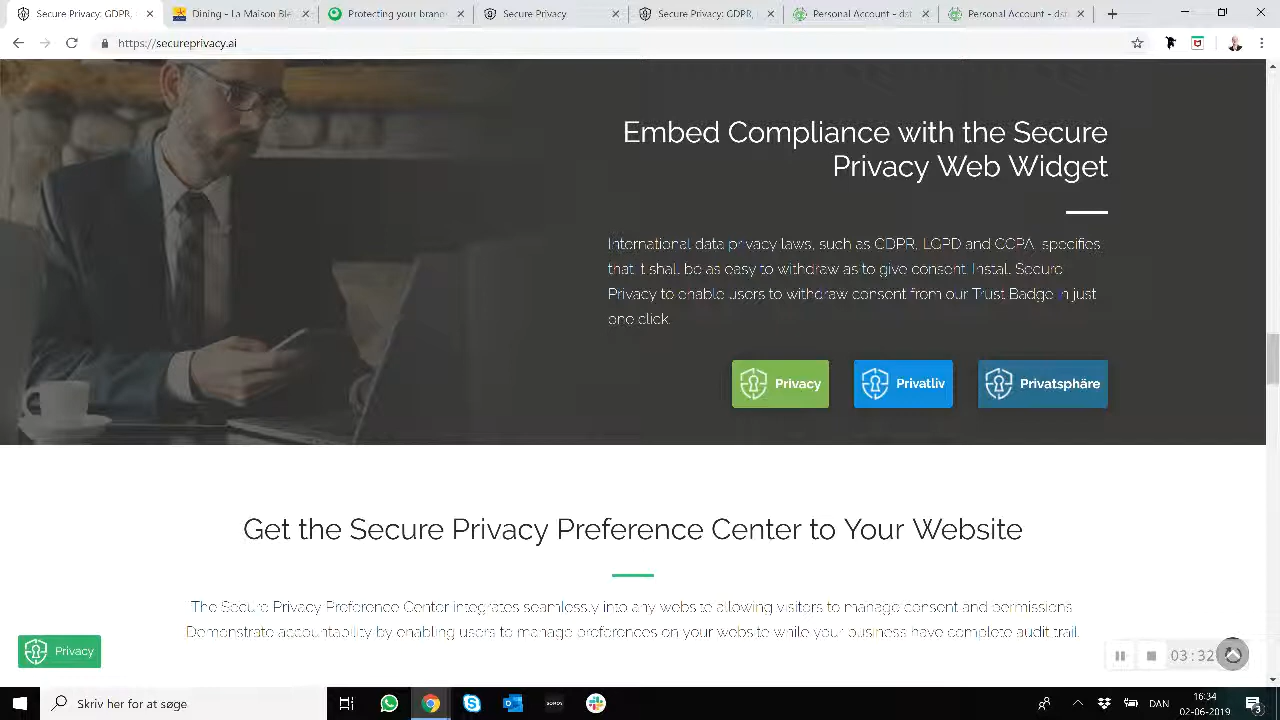 Secure Privacy: GDPR,
Dining - La Maison Ble
Protecting your bran
Secure Privacy
Secure Privacy: GDPR, 
Personal Account - dat
Personal Account - dat
https://secureprivacy.ai
Embed Compliance with the Secure
Privacy Web Widget
International data privacy laws, such as GDPR, LGPD and CCPA, specifies
that it shall be as easy to withdraw as to give consent. Install Secure
Privacy to enable users to withdraw consent from our Trust Badge in just
one click.
Privacy
Privatliv
Privatsphäre
Get the Secure Privacy Preference Center to Your Website
The Secure Privacy Preference Center integrates seamlessly into any website allowing visitors to manage consent and permissions.
Demonstrate accountability by enabling users to manage preferences on your website while your business have complete audit trail.
Privacy
03:32
Skriv her for at søge
SONOS
DAN
16:34
02-06-2019
3